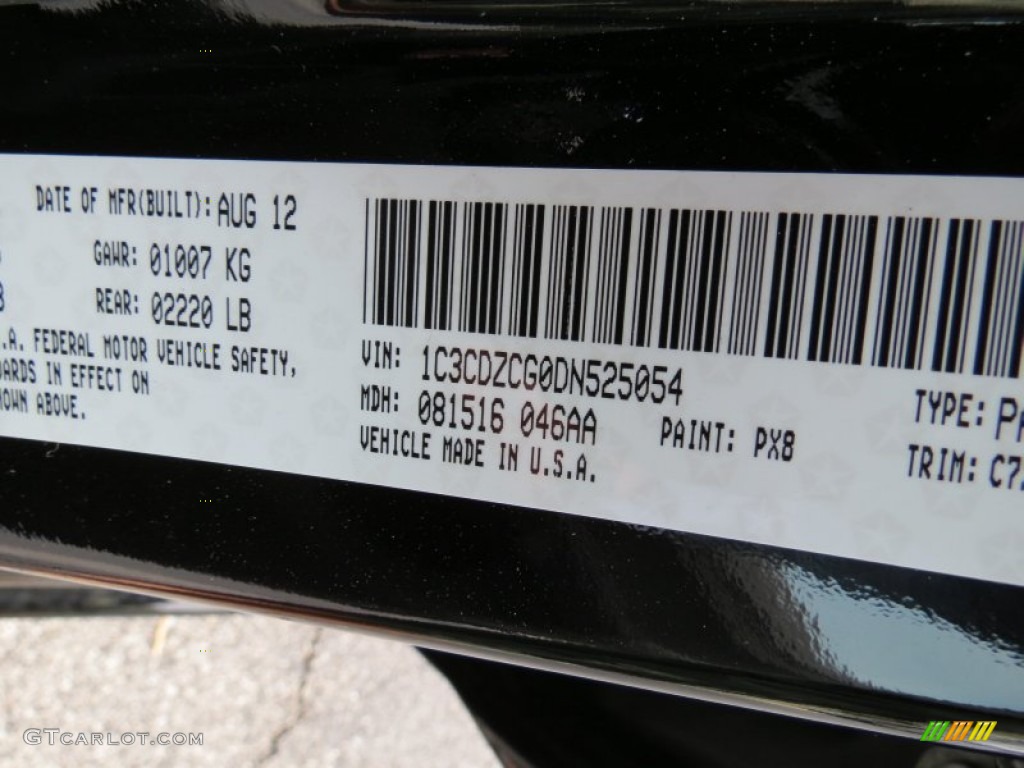 DATE OF MFR(BUILT): AUG 12
GAWR: 01007 KG
REAR: 02220 LB
.A. FEDERAL MOTOR VEHICLE SAFETY,
ARDS IN EFFECT ON
OWN ABOVE.
VIN: 1C3CDZCG0DN525054
MDH: 081516 046AA
VEHICLE MADE IN U.S.A.
PAINT: PX8
TYPE:
TRIM: C7
GTCARLOT.COM